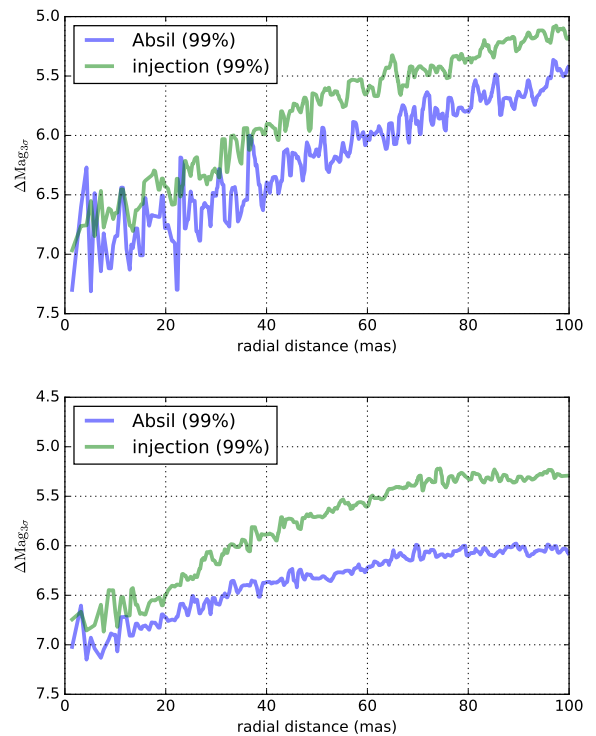 5.0
5.5
6.0
6.5
7.0
7.5
ΔMag3σ
Absil (99%)
injection (99%)
0 20 40 60 80 100
radial distance (mas)
4.5
5.0
5.5
6.0
6.5
7.0
7.5
ΔMag3σ
Absil (99%)
injection (99%)
0 20 40 60 80 100
radial distance (mas)